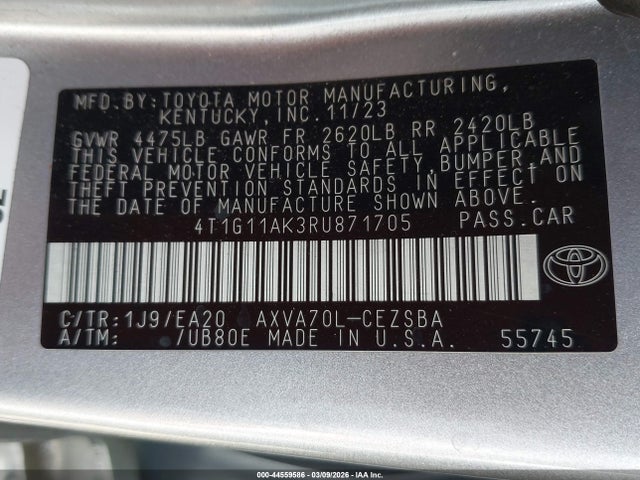 MFD. BY: TOYOTA MOTOR MANUFACTURING,
KENTUCKY, INC. 11/23
GVWR 4475LB GAWR FR 2620LB RR 2420LB
THIS VEHICLE CONFORMS TO ALL APPLICABLE
FEDERAL MOTOR VEHICLE SAFETY, BUMPER, AND
THEFT PREVENTION STANDARDS IN EFFECT ON
THE DATE OF MANUFACTURE SHOWN ABOVE.
4T1G11AK3RU871705 PASS.CAR
C/TR: 1J9/EA20 AXVA70L-CEZSBA
A/TM: /UB80E MADE IN U.S.A. 55745
000-44559586 | 03/09/2026 | IAA Inc.